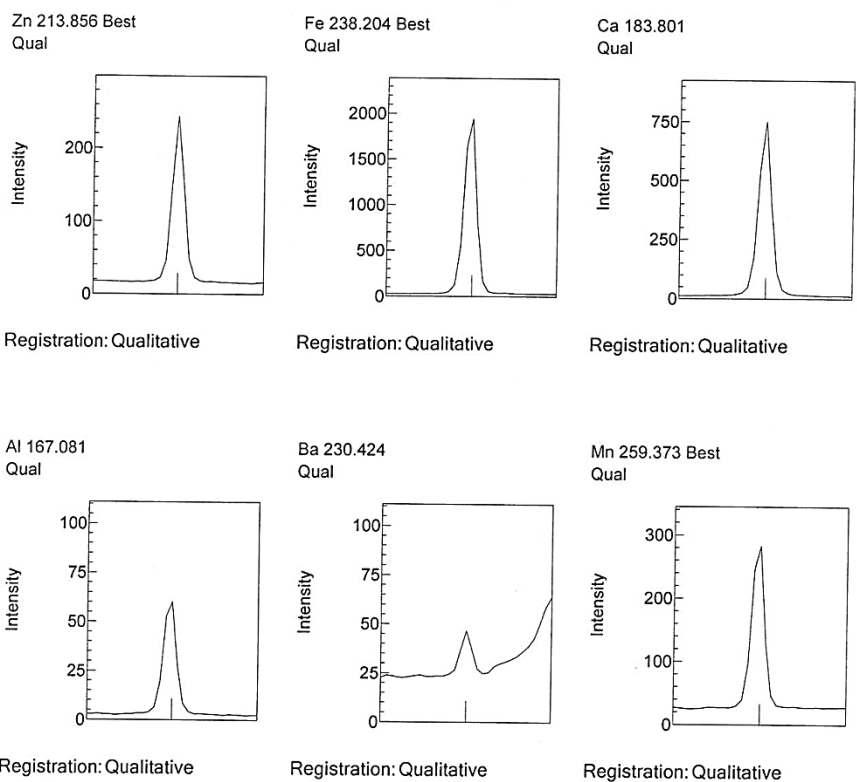 Zn 213.856 Best
Qual
Intensity
200
100
0
Registration: Qualitative
Fe 238.204 Best
Qual
Intensity
2000
1500
1000
500
0
Registration: Qualitative
Ca 183.801
Qual
Intensity
750
500
250
0
Registration: Qualitative
Al 167.081
Qual
Intensity
100
75
50
25
0
Registration: Qualitative
Ba 230.424
Qual
Intensity
100
75
50
25
0
Registration: Qualitative
Mn 259.373 Best
Qual
Intensity
300
200
100
0
Registration: Qualitative